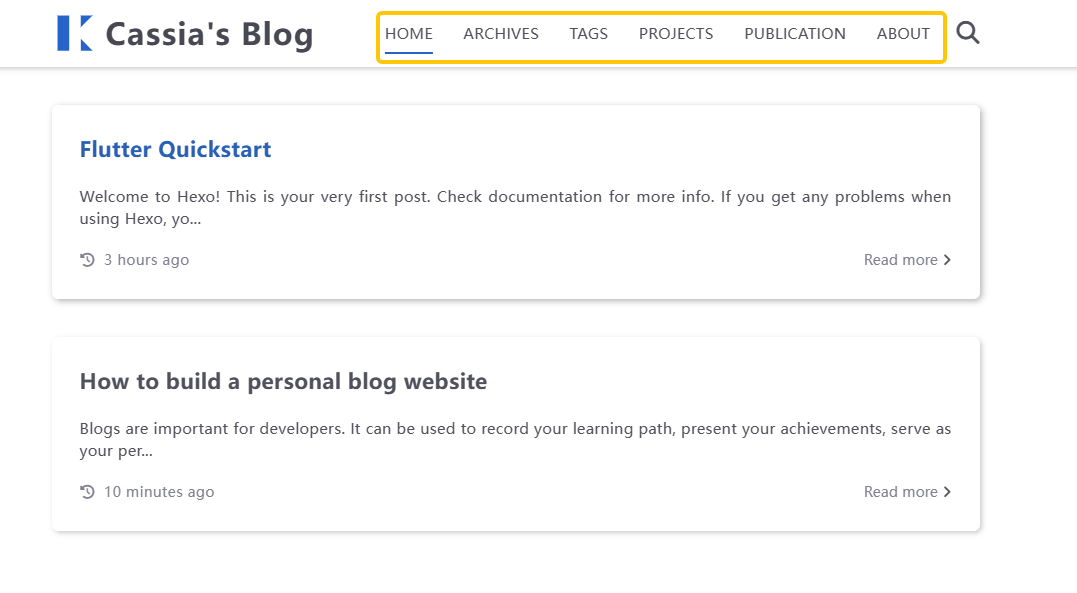 Cassia's Blog
HOME ARCHIVES TAGS PROJECTS PUBLICATION ABOUT
Flutter Quickstart
Welcome to Hexo! This is your very first post. Check documentation for more info. If you get any problems when
using Hexo, yo...
3 hours ago Read more
How to build a personal blog website
Blogs are important for developers. It can be used to record your learning path, present your achievements, serve as
your per...
10 minutes ago Read more